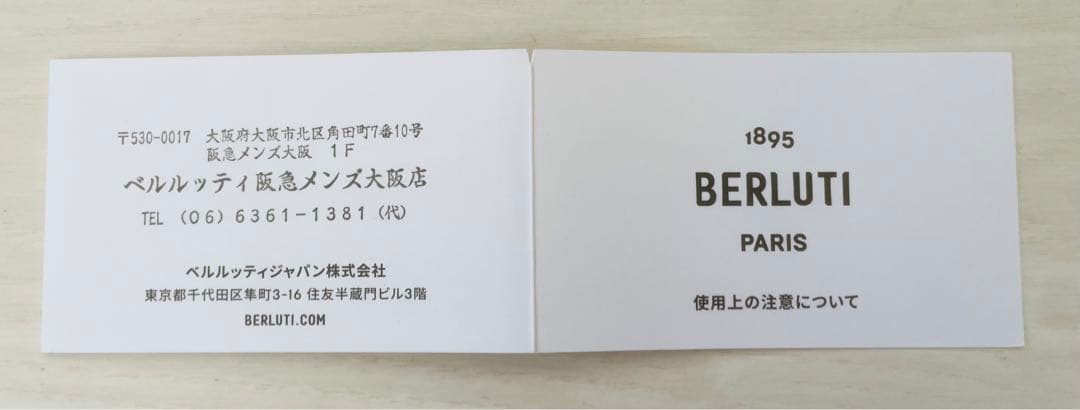 〒530-0017 大阪府大阪市北区角田町7番10号
阪急メンズ大阪 1F
ベルルッティ阪急メンズ大阪店
TEL (06) 6361-1381 (代)
ベルルッティジャパン株式会社
東京都千代田区隼町3-16 住友半蔵門ビル3階
BERLUTI.COM
1895
BERLUTI
PARIS
使用上の注意について